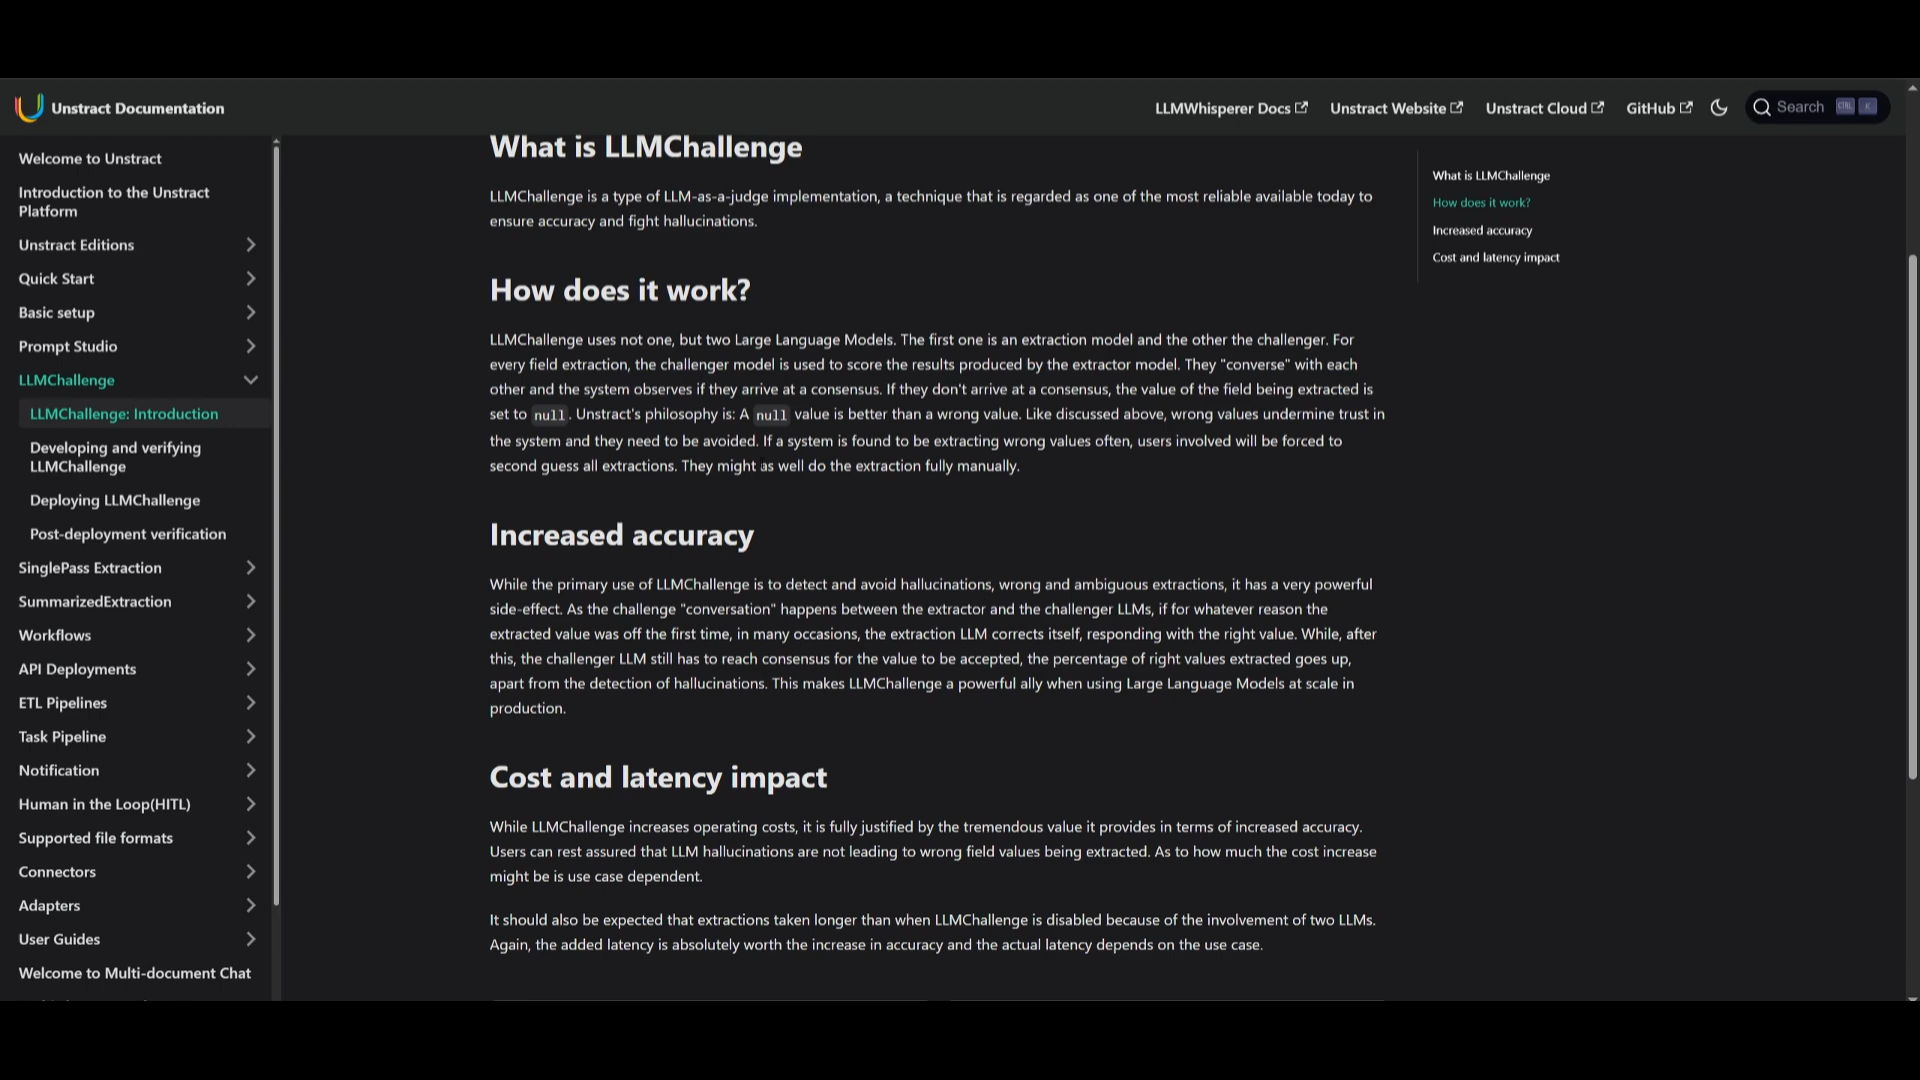 Unstract Documentation
LLMWhisperer Docs
Unstract Website
Unstract Cloud
GitHub
Search
CTRL K
Welcome to Unstract
Introduction to the Unstract
Platform
Unstract Editions
Quick Start
Basic setup
Prompt Studio
LLMChallenge
LLMChallenge: Introduction
Developing and verifying
LLMChallenge
Deploying LLMChallenge
Post-deployment verification
SinglePass Extraction
SummarizedExtraction
Workflows
API Deployments
ETL Pipelines
Task Pipeline
Notification
Human in the Loop(HITL)
Supported file formats
Connectors
Adapters
User Guides
Welcome to Multi-document Chat
What is LLMChallenge
LLMChallenge is a type of LLM-as-a-judge implementation, a technique that is regarded as one of the most reliable available today to
ensure accuracy and fight hallucinations.
How does it work?
LLMChallenge uses not one, but two Large Language Models. The first one is an extraction model and the other the challenger. For
every field extraction, the challenger model is used to score the results produced by the extractor model. They "converse" with each
other and the system observes if they arrive at a consensus. If they don't arrive at a consensus, the value of the field being extracted is
set to null. Unstract's philosophy is: A null value is better than a wrong value. Like discussed above, wrong values undermine trust in
the system and they need to be avoided. If a system is found to be extracting wrong values often, users involved will be forced to
second guess all extractions. They might as well do the extraction fully manually.
Increased accuracy
While the primary use of LLMChallenge is to detect and avoid hallucinations, wrong and ambiguous extractions, it has a very powerful
side-effect. As the challenge "conversation" happens between the extractor and the challenger LLMs, if for whatever reason the
extracted value was off the first time, in many occasions, the extraction LLM corrects itself, responding with the right value. While, after
this, the challenger LLM still has to reach consensus for the value to be accepted, the percentage of right values extracted goes up,
apart from the detection of hallucinations. This makes LLMChallenge a powerful ally when using Large Language Models at scale in
production.
Cost and latency impact
While LLMChallenge increases operating costs, it is fully justified by the tremendous value it provides in terms of increased accuracy.
Users can rest assured that LLM hallucinations are not leading to wrong field values being extracted. As to how much the cost increase
might be is use case dependent.
It should also be expected that extractions taken longer than when LLMChallenge is disabled because of the involvement of two LLMs.
Again, the added latency is absolutely worth the increase in accuracy and the actual latency depends on the use case.
What is LLMChallenge
How does it work?
Increased accuracy
Cost and latency impact